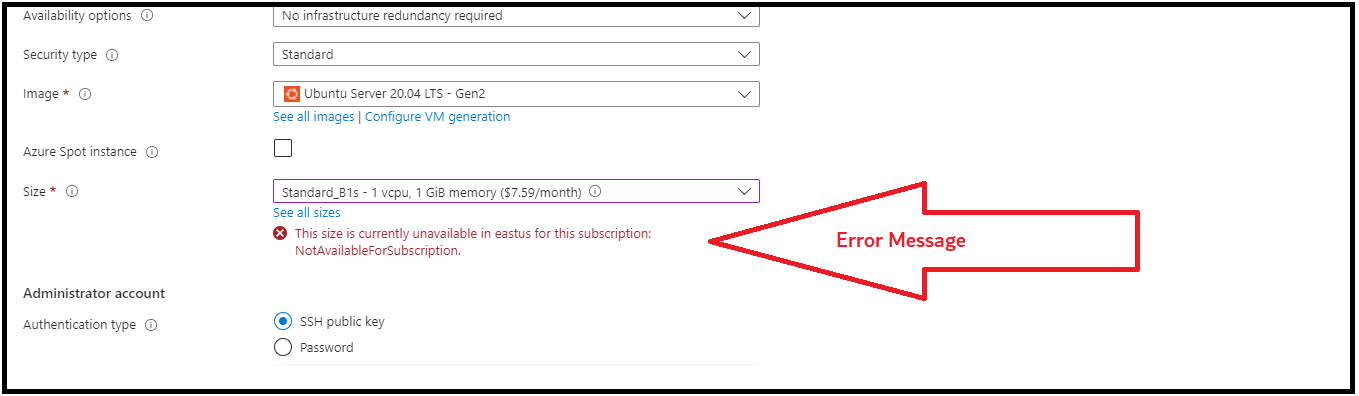 Availability options
No infrastructure redundancy required
Security type
Standard
Image *
Ubuntu Server 20.04 LTS - Gen2
See all images | Configure VM generation
Azure Spot instance
Size *
Standard_B1s - 1 vcpu, 1 GiB memory ($7.59/month)
See all sizes
This size is currently unavailable in eastus for this subscription:
NotAvailableForSubscription.
Error Message
Administrator account
Authentication type
SSH public key
Password